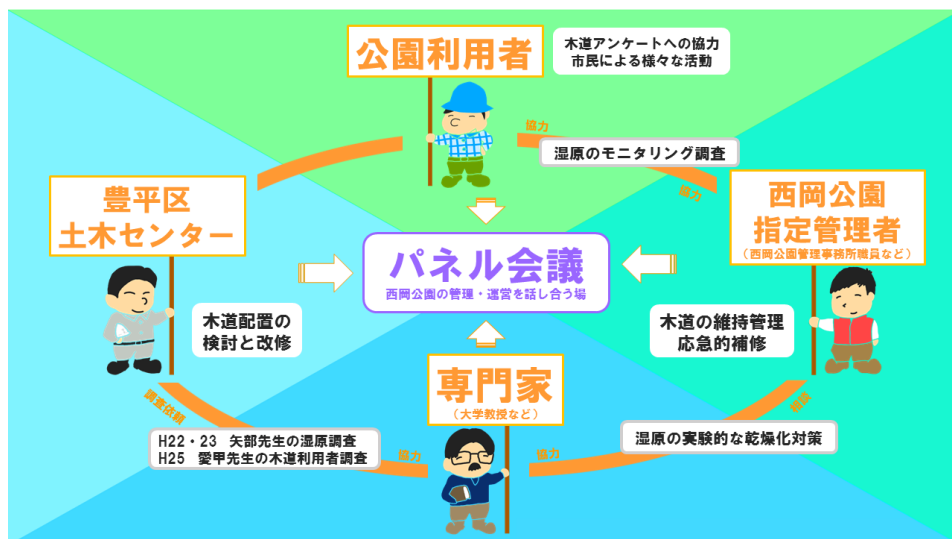 公園利用者
木道アンケートへの協力
市民による様々な活動
協力
湿原のモニタリング調査
協力
豊平区
土木センター
西岡公園
指定管理者
(西岡公園管理事務所職員など)
パネル会議
西岡公園の管理・運営を話し合う場
木道配置の
検討と改修
木道の維持管理
応急的補修
専門家
(大学教授など)
調査依頼
H22・23 矢部先生の湿原調査
H25 愛甲先生の木道利用者調査
協力
協力
湿原の実験的な乾燥化対策
相談